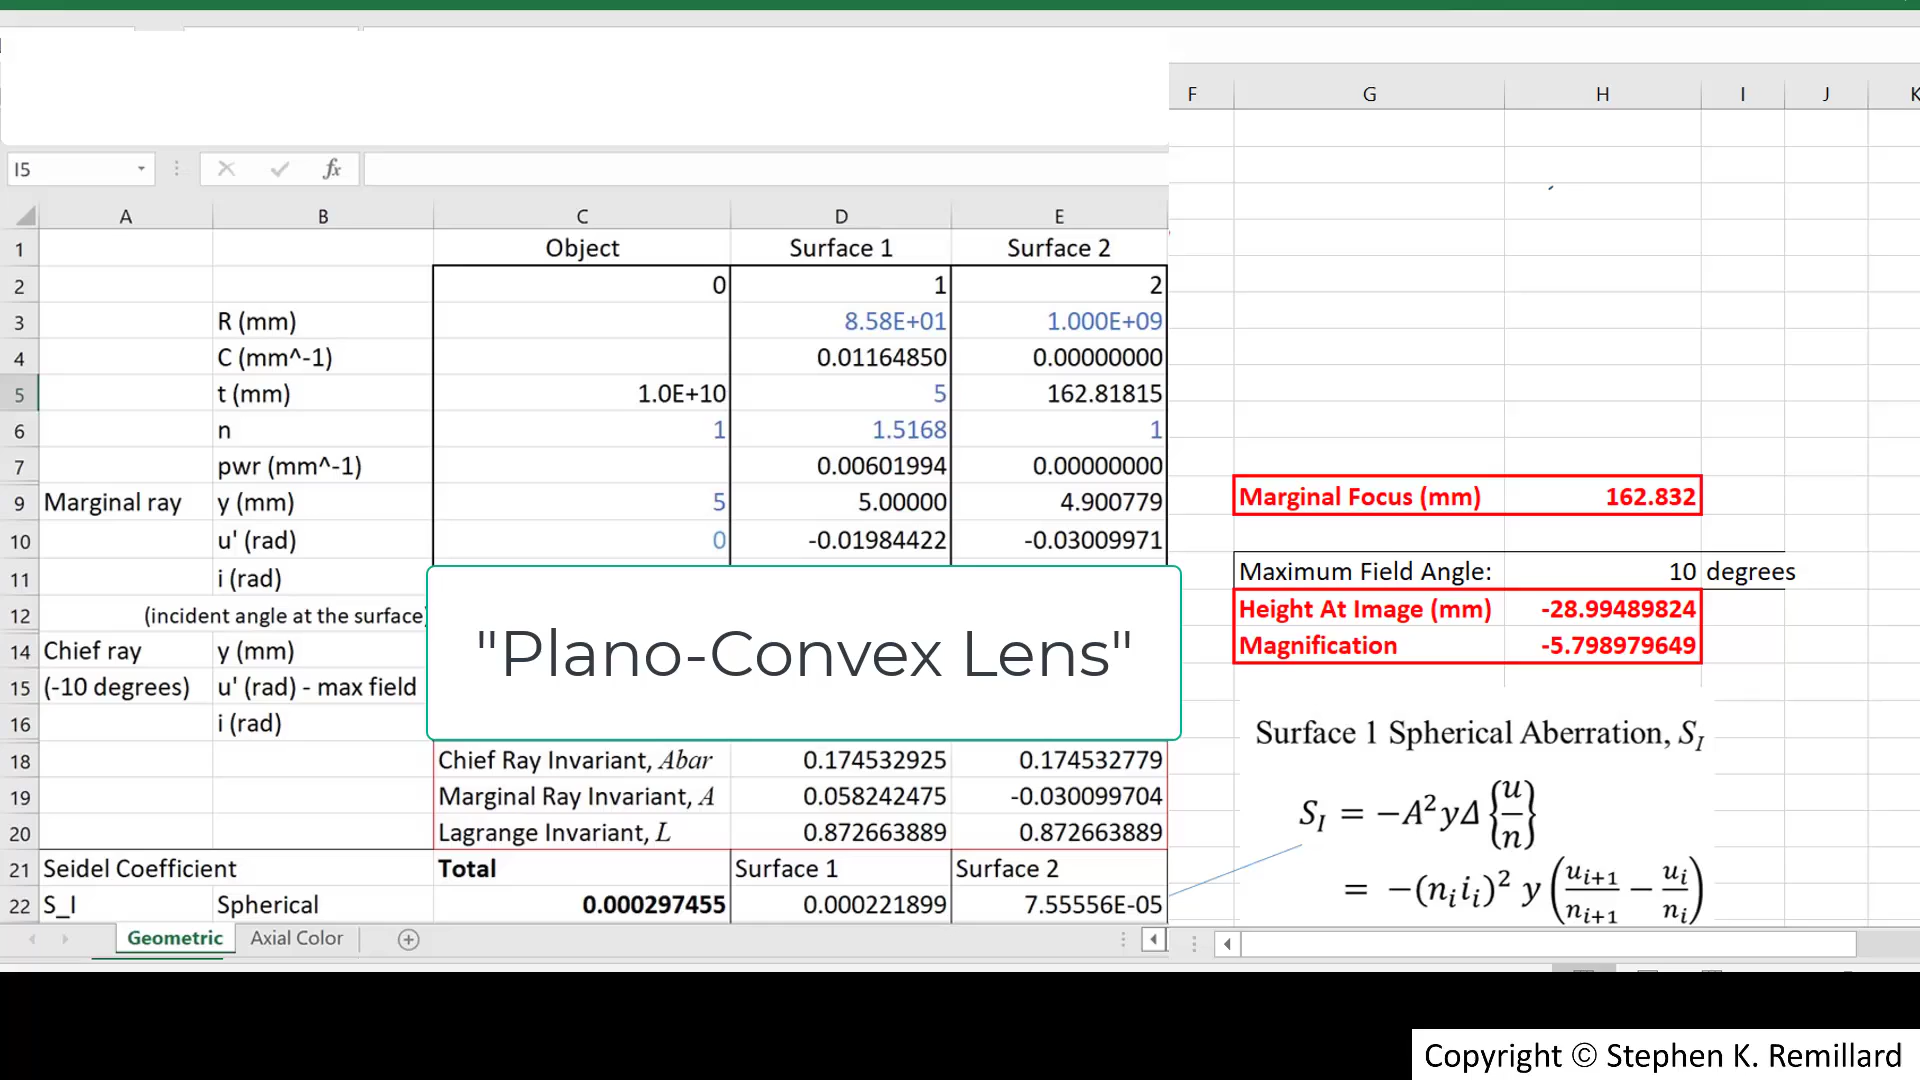 F G H I J K
I5 fx
A B C D E
1 Object Surface 1 Surface 2
2 0 1 2
3 R (mm) 8.58E+01 1.000E+09
4 C (mm^-1) 0.01164850 0.00000000
5 t (mm) 1.0E+10 5 162.81815
6 n 1 1.5168 1
7 pwr (mm^-1) 0.00601994 0.00000000
9 Marginal ray y (mm) 5 5.00000 4.900779
Marginal Focus (mm) 162.832
10 u' (rad) 0 -0.01984422 -0.03009971
11 i (rad)
Maximum Field Angle: 10 degrees
12 (incident angle at the surface)
Height At Image (mm) -28.99489824
14 Chief ray y (mm)
Magnification -5.798979649
"Plano-Convex Lens"
15 (-10 degrees) u' (rad) - max field
16 i (rad)
Surface 1 Spherical Aberration, S_I
18 Chief Ray Invariant, Abar 0.174532925 0.174532779
19 Marginal Ray Invariant, A 0.058242475 -0.030099704
S_I = −A²yΔ{u/n}
20 Lagrange Invariant, L 0.872663889 0.872663889
21 Seidel Coefficient Total Surface 1 Surface 2
= −(n_i i_i)² y (u_{i+1}/n_{i+1} − u_i/n_i)
22 S_I Spherical 0.000297455 0.000221899 7.55556E-05
Geometric Axial Color
Copyright © Stephen K. Remillard